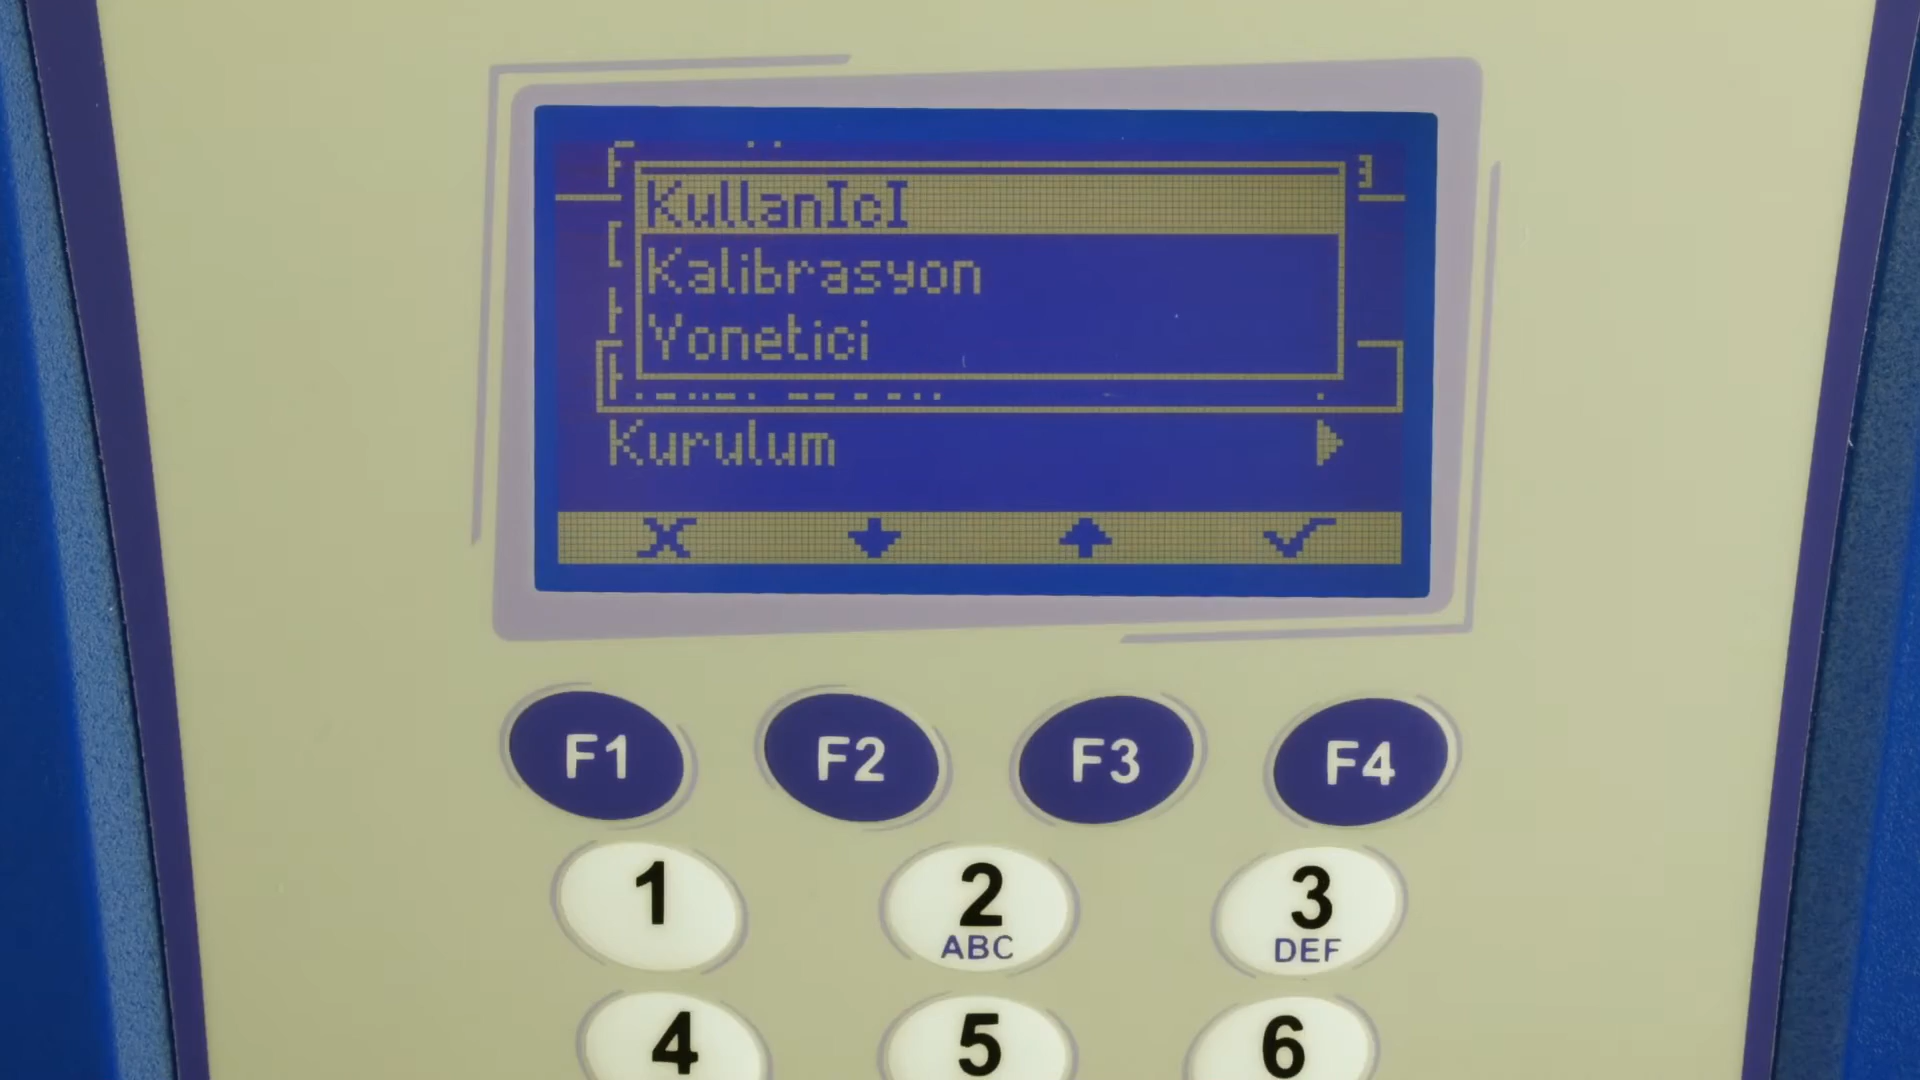 KullanIcI
Kalibrasyon
Yonetici
Kurulum
F1 F2 F3 F4
1 2 3
ABC DEF
4 5 6